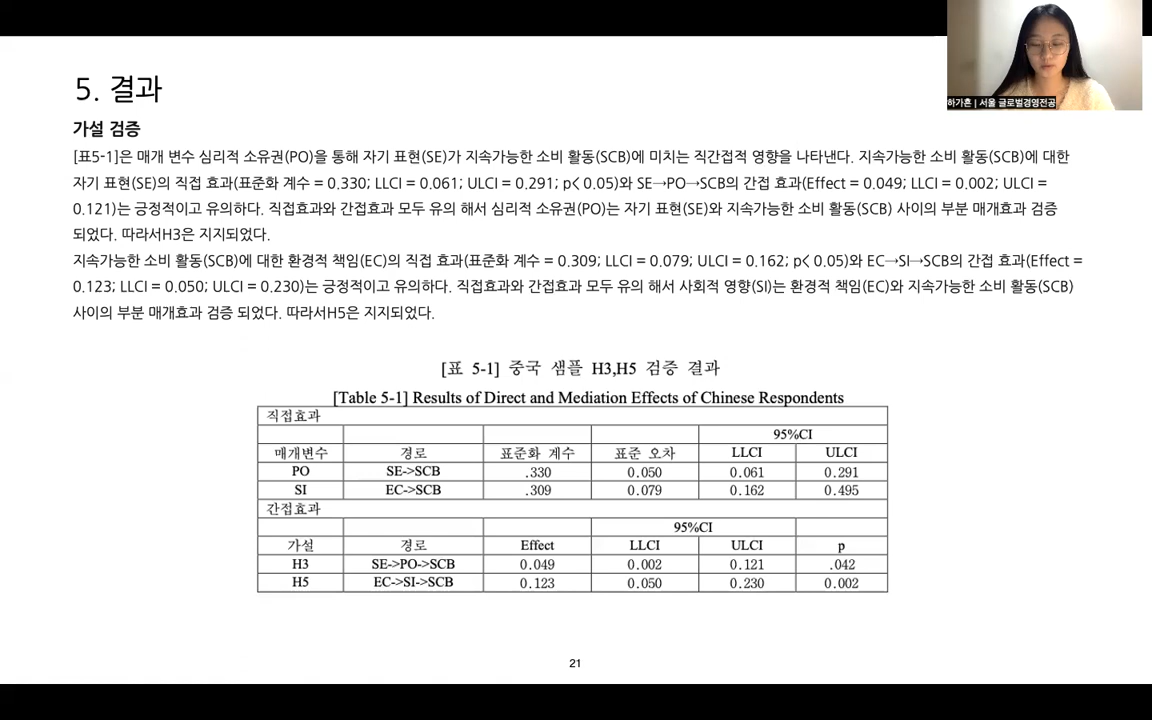 하가흔 | 서울 글로벌경영전공
5. 결과
가설 검증
[표5-1]은 매개 변수 심리적 소유권(PO)을 통해 자기 표현(SE)가 지속가능한 소비 활동(SCB)에 미치는 직간접적 영향을 나타낸다. 지속가능한 소비 활동(SCB)에 대한
자기 표현(SE)의 직접 효과(표준화 계수 = 0.330; LLCI = 0.061; ULCI = 0.291; p< 0.05)와 SE→PO→SCB의 간접 효과(Effect = 0.049; LLCI = 0.002; ULCI =
0.121)는 긍정적이고 유의하다. 직접효과와 간접효과 모두 유의 해서 심리적 소유권(PO)는 자기 표현(SE)와 지속가능한 소비 활동(SCB) 사이의 부분 매개효과 검증
되었다. 따라서H3은 지지되었다.
지속가능한 소비 활동(SCB)에 대한 환경적 책임(EC)의 직접 효과(표준화 계수 = 0.309; LLCI = 0.079; ULCI = 0.162; p< 0.05)와 EC→SI→SCB의 간접 효과(Effect =
0.123; LLCI = 0.050; ULCI = 0.230)는 긍정적이고 유의하다. 직접효과와 간접효과 모두 유의 해서 사회적 영향(SI)는 환경적 책임(EC)와 지속가능한 소비 활동(SCB)
사이의 부분 매개효과 검증 되었다. 따라서H5은 지지되었다.
[표 5-1] 중국 샘플 H3,H5 검증 결과
[Table 5-1] Results of Direct and Mediation Effects of Chinese Respondents
직접효과
95%CI
매개변수 경로 표준화 계수 표준 오차 LLCI ULCI
PO SE->SCB .330 0.050 0.061 0.291
SI EC->SCB .309 0.079 0.162 0.495
간접효과
95%CI
가설 경로 Effect LLCI ULCI p
H3 SE->PO->SCB 0.049 0.002 0.121 .042
H5 EC->SI->SCB 0.123 0.050 0.230 0.002
21